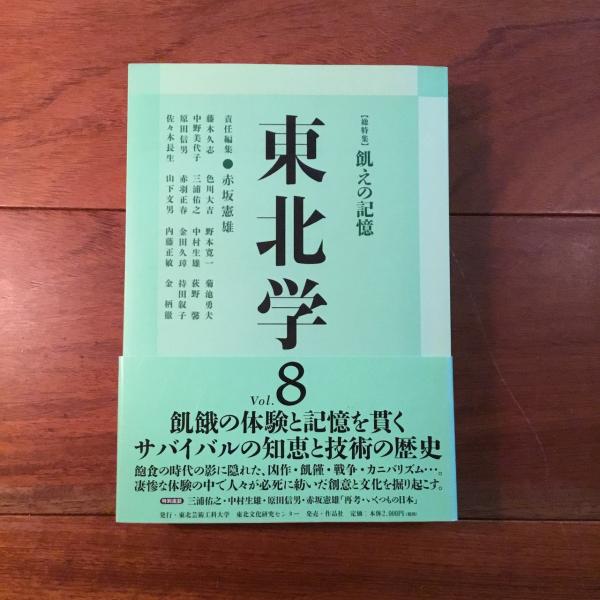 【総特集】飢えの記憶
東北学
Vol.8
責任編集●赤坂憲雄
藤木久志 色川大吉 野本寛一 菊池勇夫
中野美代子 三浦佑之 中村生雄 荻野馨
原田信男 赤羽正春 金田久璋 持田叙子
佐々木長生 山下文男 内藤正敏 金柄徹
飢餓の体験と記憶を貫く
サバイバルの知恵と技術の歴史
飽食の時代の影に隠れた、凶作・飢饉・戦争・カニバリズム…。
凄惨な体験の中で人々が必死に紡いだ創意と文化を掘り起こす。
特別座談 三浦佑之・中村生雄・原田信男・赤坂憲雄「再考・いくつもの日本」
発行・東北芸術工科大学 東北文化研究センター 発売・作品社 定価:本体2,000円(税別)